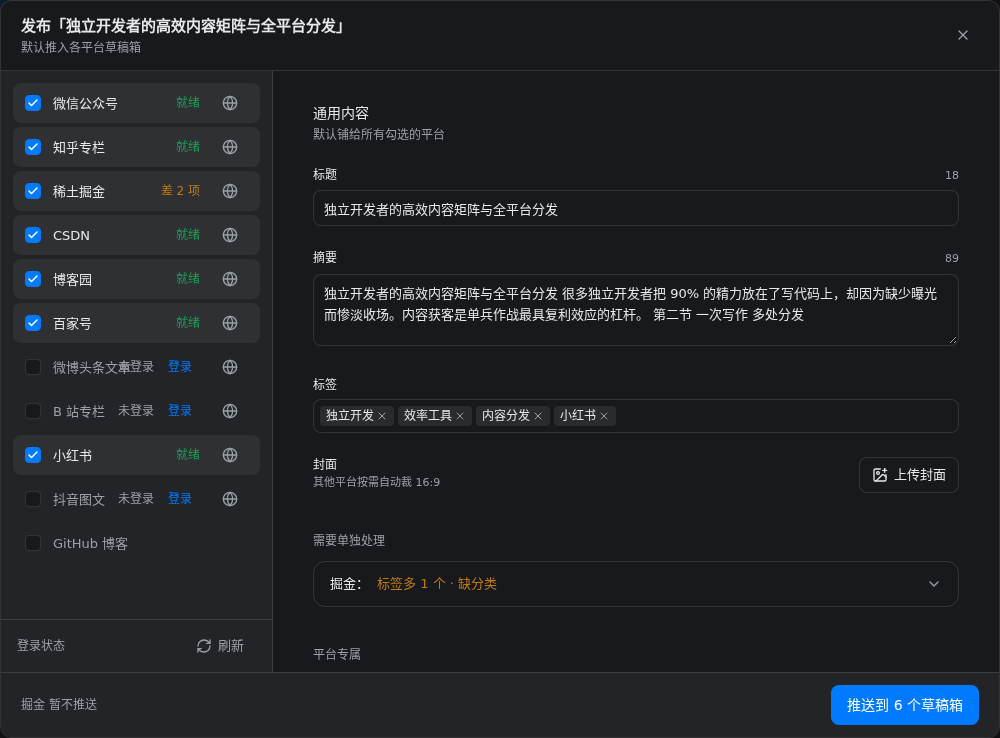 发布「独立开发者的高效内容矩阵与全平台分发」
默认推入各平台草稿箱
微信公众号 就绪
知乎专栏 就绪
稀土掘金 差 2 项
CSDN 就绪
博客园 就绪
百家号 就绪
微博头条文章 未登录 登录
B 站专栏 未登录 登录
小红书 就绪
抖音图文 未登录 登录
GitHub 博客
登录状态 刷新
通用内容
默认铺给所有勾选的平台
标题 18
独立开发者的高效内容矩阵与全平台分发
摘要 89
独立开发者的高效内容矩阵与全平台分发 很多独立开发者把 90% 的精力放在了写代码上，却因为缺少曝光
而惨淡收场。内容获客是单兵作战最具复利效应的杠杆。 第二节 一次写作 多处分发
标签
独立开发 效率工具 内容分发 小红书
封面
其他平台按需自动裁 16:9
上传封面
需要单独处理
掘金： 标签多 1 个 · 缺分类
平台专属
掘金 暂不推送
推送到 6 个草稿箱